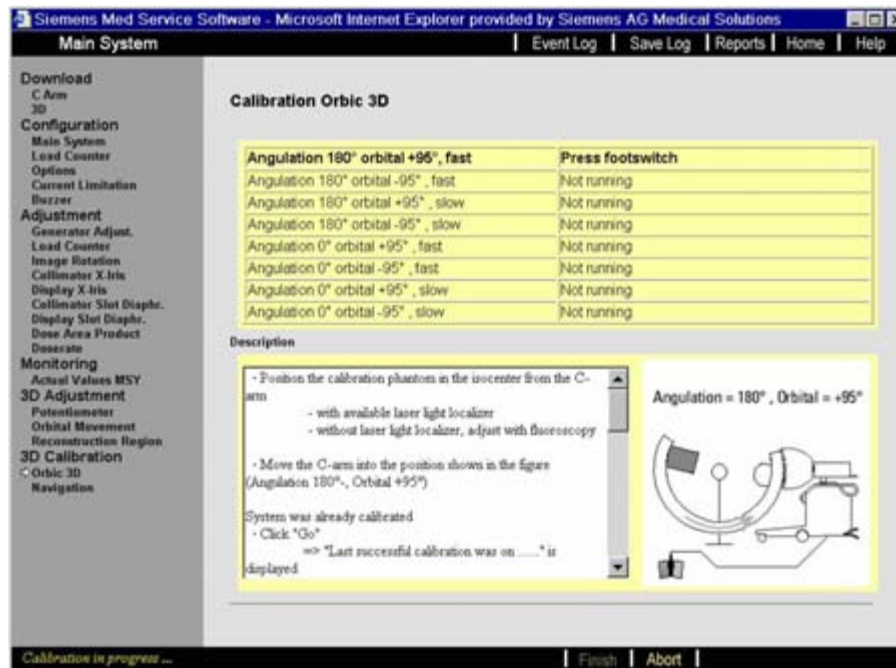 Siemens Med Service Software - Microsoft Internet Explorer provided by Siemens AG Medical Solutions
Main System | Event Log | Save Log | Reports | Home | Help
Download
C Arm
3D
Configuration
Main System
Load Counter
Options
Current Limitation
Buzzer
Adjustment
Generator Adjust.
Load Counter
Image Rotation
Collimator X-Iris
Display X-Iris
Collimator Slot Diaphr.
Display Slot Diaphr.
Dose Area Product
Doserate
Monitoring
Actual Values MSY
3D Adjustment
Potentiometer
Orbital Movement
Reconstruction Region
3D Calibration
Orbic 3D
Navigation
Calibration Orbic 3D
Angulation 180° orbital +95°, fast Press footswitch
Angulation 180° orbital -95° , fast Not running
Angulation 180° orbital +95° , slow Not running
Angulation 180° orbital -95° , slow Not running
Angulation 0° orbital +95° , fast Not running
Angulation 0° orbital -95° , fast Not running
Angulation 0° orbital +95° , slow Not running
Angulation 0° orbital -95° , slow Not running
Description
- Position the calibration phantom in the isocenter from the C-
arm
- with available laser light localizer
- without laser light localizer, adjust with fluoroscopy
- Move the C-arm into the position shown in the figure
(Angulation 180°-, Orbital +95°)
System was already calibrated
- Click "Go"
=> "Last successful calibration was on ......" is
displayed
Angulation = 180° , Orbital = +95°
Calibration in progress ...
| Finish | Abort |